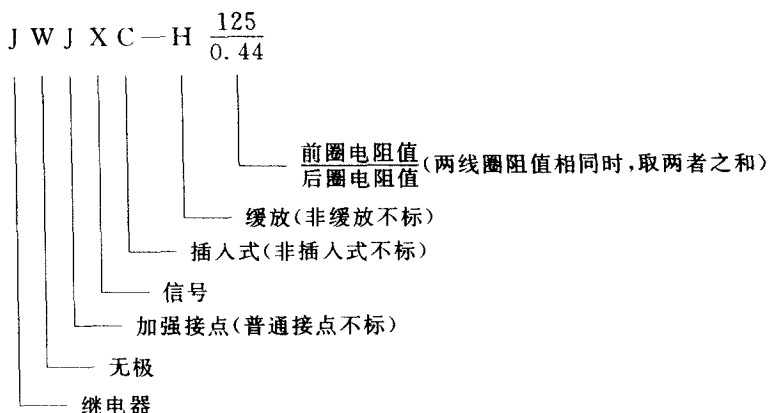 J W J X C — H 125
0.44
前圈电阻值
后圈电阻值(两线圈阻值相同时,取两者之和)
缓放(非缓放不标)
插入式(非插入式不标)
信号
加强接点(普通接点不标)
无极
继电器